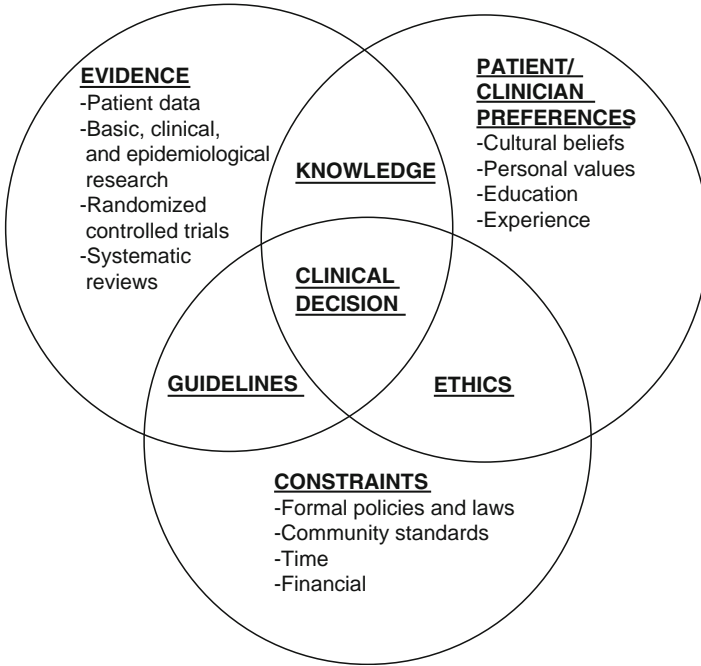 EVIDENCE
-Patient data
-Basic, clinical,
and epidemiological
research
-Randomized
controlled trials
-Systematic
reviews
PATIENT/
CLINICIAN
PREFERENCES
-Cultural beliefs
-Personal values
-Education
-Experience
KNOWLEDGE
CLINICAL
DECISION
GUIDELINES
ETHICS
CONSTRAINTS
-Formal policies and laws
-Community standards
-Time
-Financial